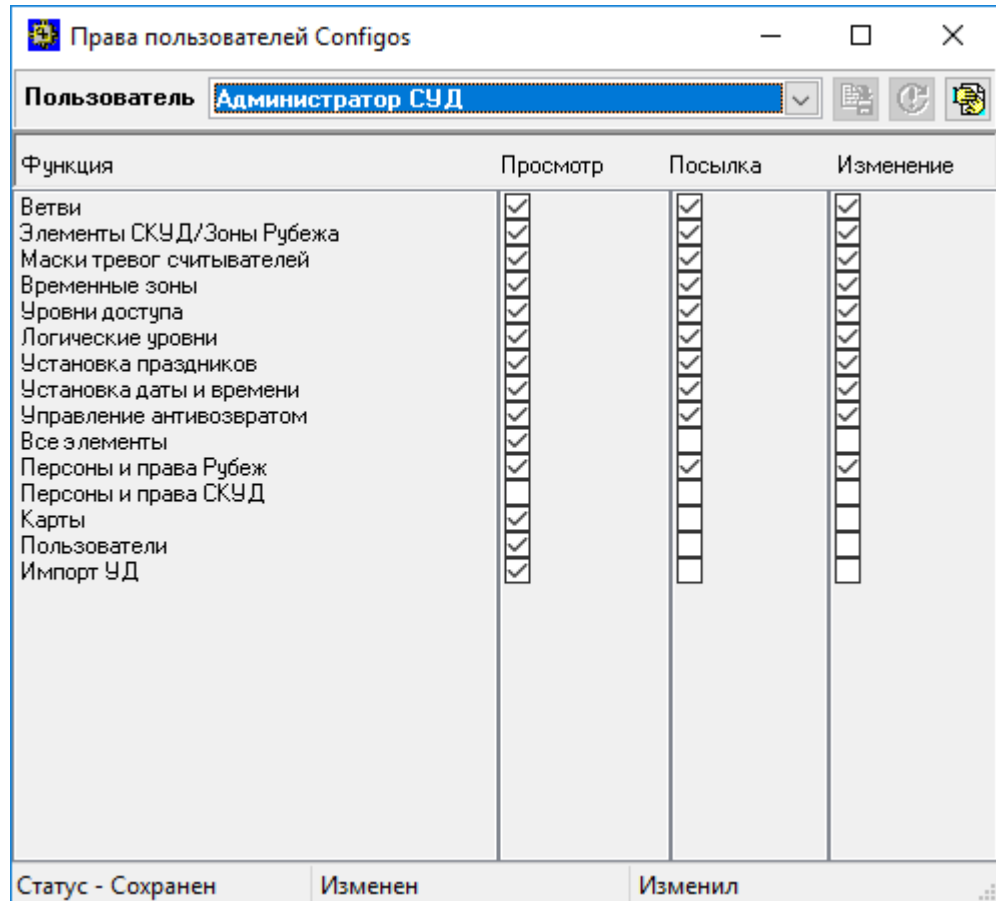 Права пользователей Configos
Пользователь Администратор СУД
Функция Просмотр Посылка Изменение
Ветви
Элементы СКУД/Зоны Рубежа
Маски тревог считывателей
Временные зоны
Уровни доступа
Логические уровни
Установка праздников
Установка даты и времени
Управление антивозвратом
Все элементы
Персоны и права Рубеж
Персоны и права СКУД
Карты
Пользователи
Импорт УД
Статус - Сохранен Изменен Изменил